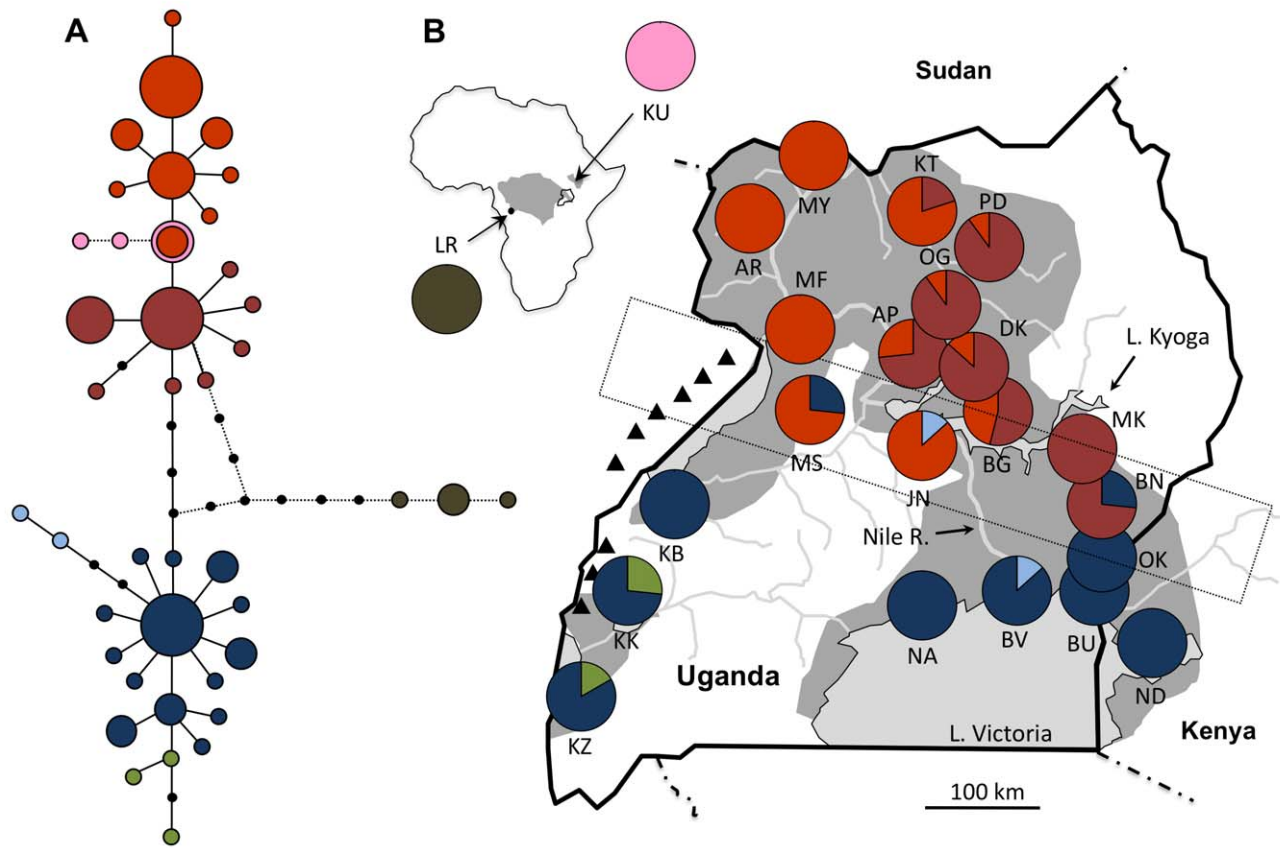 A
B
Sudan
KU
LR
KT
PD
MY
AR
OG
MF
AP
DK
L. Kyoga
MK
MS
BG
JN
BN
Nile R.
KB
OK
KK
NA
BV
BU
Uganda
ND
KZ
L. Victoria
Kenya
100 km